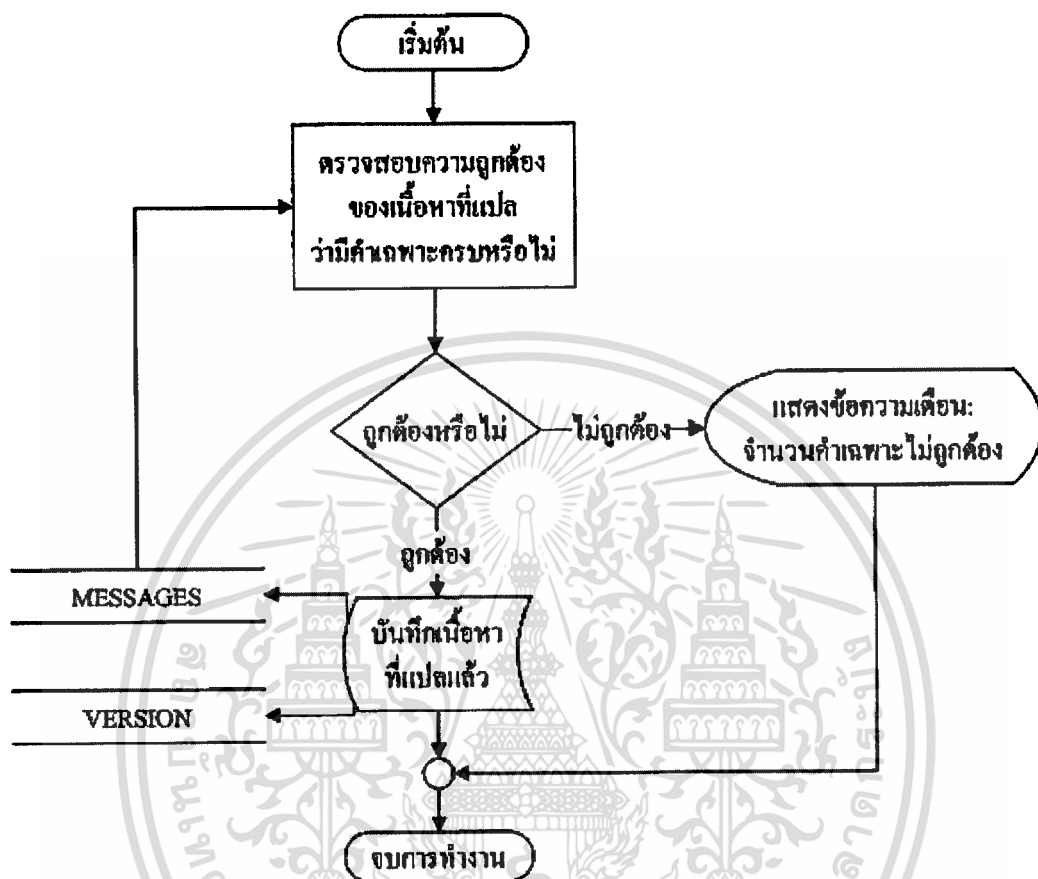 เริ่มต้น
ตรวจสอบความถูกต้อง
ของเนื้อหาที่แปล
ว่ามีคำเฉพาะครบหรือไม่
ถูกต้องหรือไม่
ไม่ถูกต้อง
แสดงข้อความเตือน:
จำนวนคำเฉพาะไม่ถูกต้อง
ถูกต้อง
MESSAGES
บันทึกเนื้อหา
ที่แปลแล้ว
VERSION
จบการทำงาน